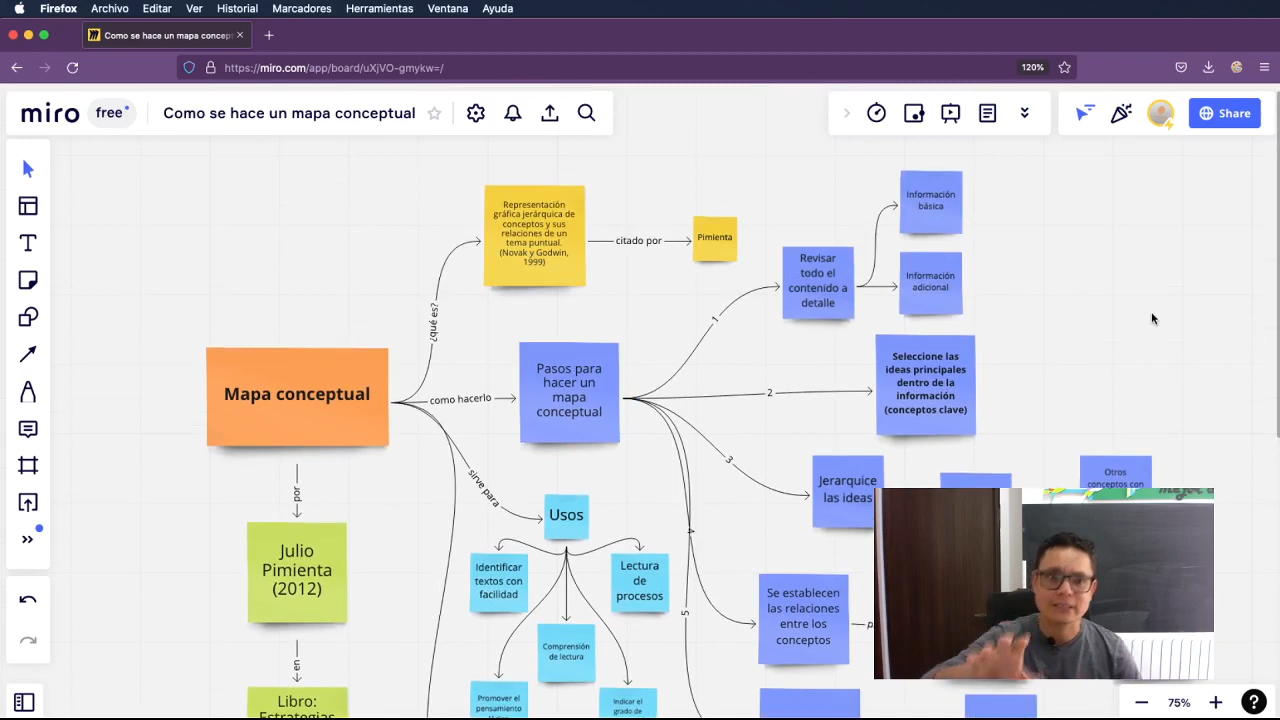 Firefox Archivo Editar Ver Historial Marcadores Herramientas Ventana Ayuda
Como se hace un mapa concept
https://miro.com/app/board/uXjVO-gmykw=/
120%
miro
free
Como se hace un mapa conceptual
Share
Representación
gráfica jerárquica de
conceptos y sus
relaciones de un
tema puntual.
(Novak y Godwin,
1999)
citado por
Pimienta
¿qué es?
Mapa conceptual
como hacerlo
Pasos para
hacer un
mapa
conceptual
1
Revisar
todo el
contenido a
detalle
Información
básica
Información
adicional
2
Seleccione las
ideas principales
dentro de la
información
(conceptos clave)
3
Jerarquice
las ideas
Otros
conceptos con
4
Se establecen
las relaciones
entre los
conceptos
5
sirve para
Usos
Identificar
textos con
facilidad
Lectura
de
procesos
Comprensión
de lectura
Promover el
pensamiento
Indicar el
grado de
por
Julio
Pimienta
(2012)
en
Libro:
Estrategias
75%